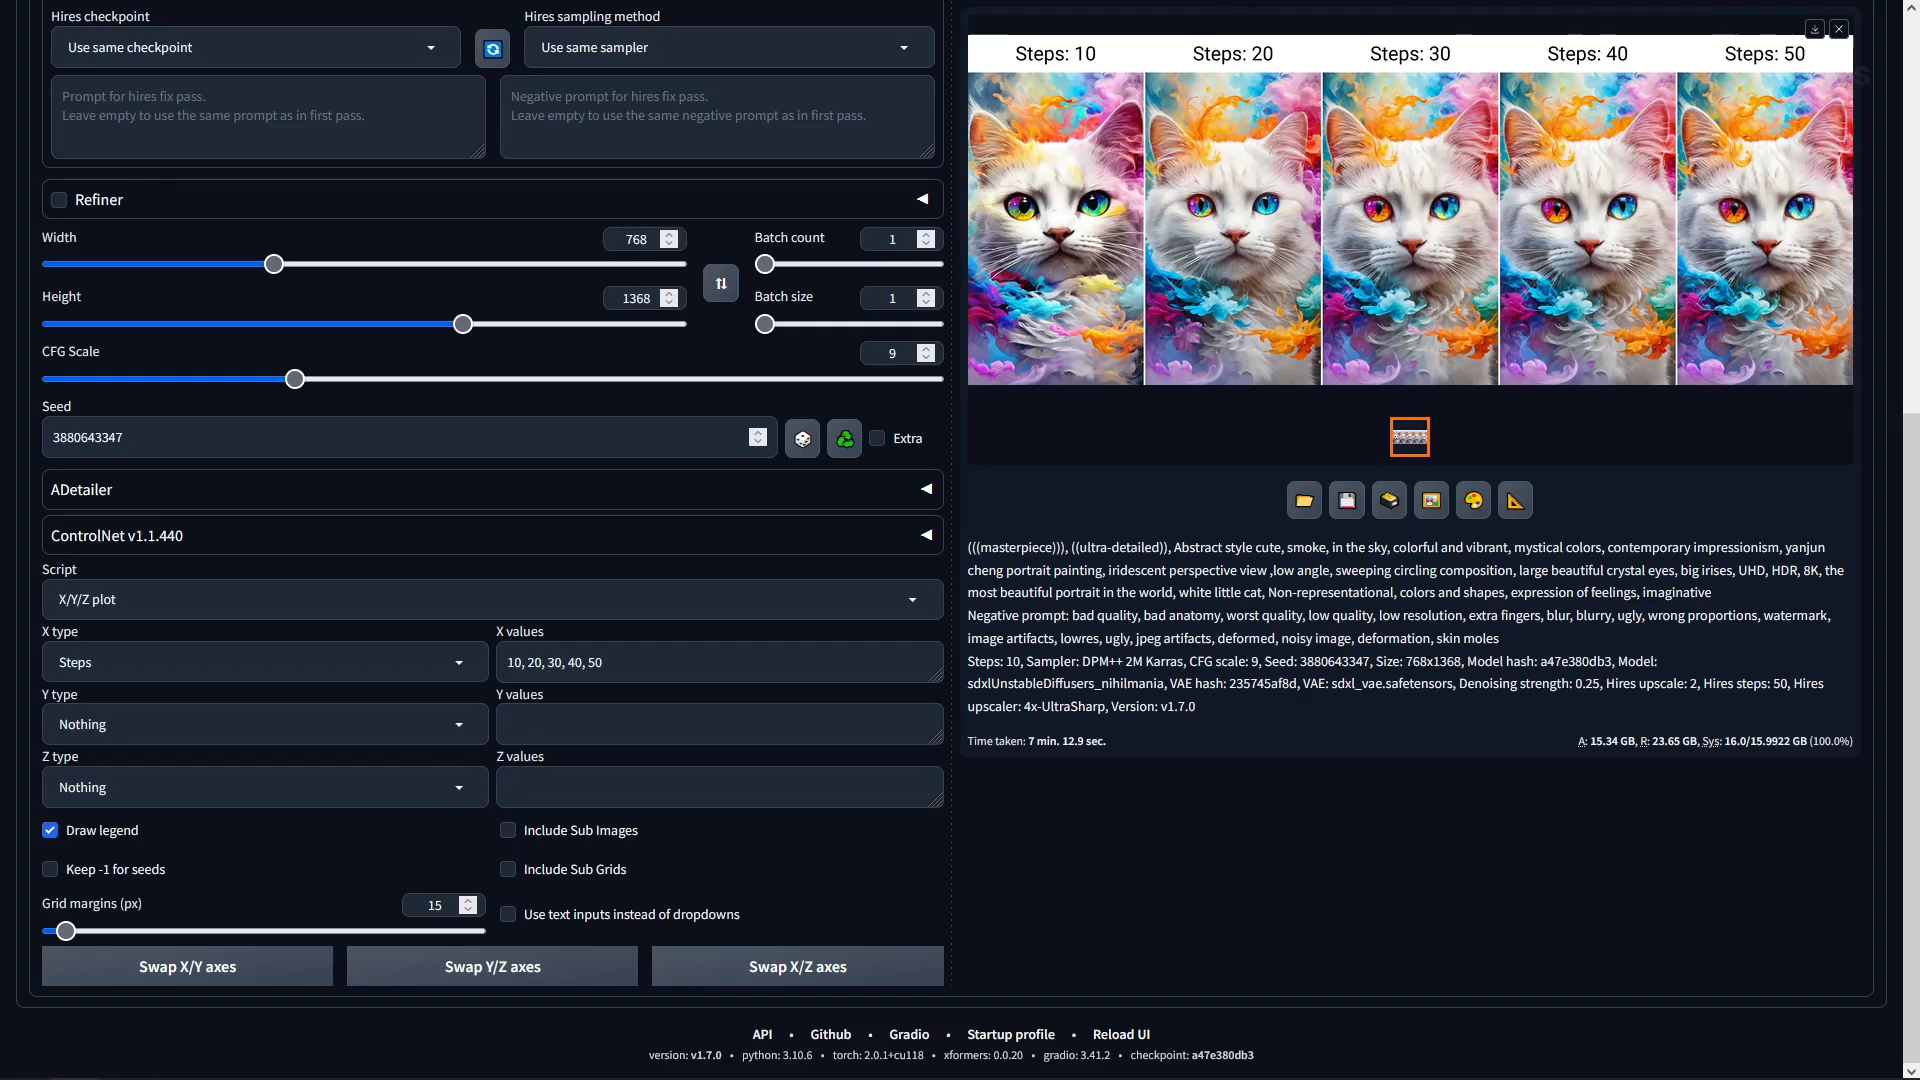 Hires checkpoint
Hires sampling method
Use same checkpoint
Use same sampler
Prompt for hires fix pass.
Leave empty to use the same prompt as in first pass.
Negative prompt for hires fix pass.
Leave empty to use the same negative prompt as in first pass.
Refiner
Width
768
Batch count
1
Height
1368
Batch size
1
CFG Scale
9
Seed
3880643347
Extra
ADetailer
ControlNet v1.1.440
Script
X/Y/Z plot
X type
X values
Steps
10, 20, 30, 40, 50
Y type
Y values
Nothing
Z type
Z values
Nothing
Draw legend
Include Sub Images
Keep -1 for seeds
Include Sub Grids
Grid margins (px)
15
Use text inputs instead of dropdowns
Swap X/Y axes
Swap Y/Z axes
Swap X/Z axes
Steps: 10
Steps: 20
Steps: 30
Steps: 40
Steps: 50
(((masterpiece))), ((ultra-detailed)), Abstract style cute, smoke, in the sky, colorful and vibrant, mystical colors, contemporary impressionism, yanjun
cheng portrait painting, iridescent perspective view ,low angle, sweeping circling composition, large beautiful crystal eyes, big irises, UHD, HDR, 8K, the
most beautiful portrait in the world, white little cat, Non-representational, colors and shapes, expression of feelings, imaginative
Negative prompt: bad quality, bad anatomy, worst quality, low quality, low resolution, extra fingers, blur, blurry, ugly, wrong proportions, watermark,
image artifacts, lowres, ugly, jpeg artifacts, deformed, noisy image, deformation, skin moles
Steps: 10, Sampler: DPM++ 2M Karras, CFG scale: 9, Seed: 3880643347, Size: 768x1368, Model hash: a47e380db3, Model:
sdxlUnstableDiffusers_nihilmania, VAE hash: 235745af8d, VAE: sdxl_vae.safetensors, Denoising strength: 0.25, Hires upscale: 2, Hires steps: 50, Hires
upscaler: 4x-UltraSharp, Version: v1.7.0
Time taken: 7 min. 12.9 sec.
A: 15.34 GB, R: 23.65 GB, Sys: 16.0/15.9922 GB (100.0%)
API • Github • Gradio • Startup profile • Reload UI
version: v1.7.0 • python: 3.10.6 • torch: 2.0.1+cu118 • xformers: 0.0.20 • gradio: 3.41.2 • checkpoint: a47e380db3